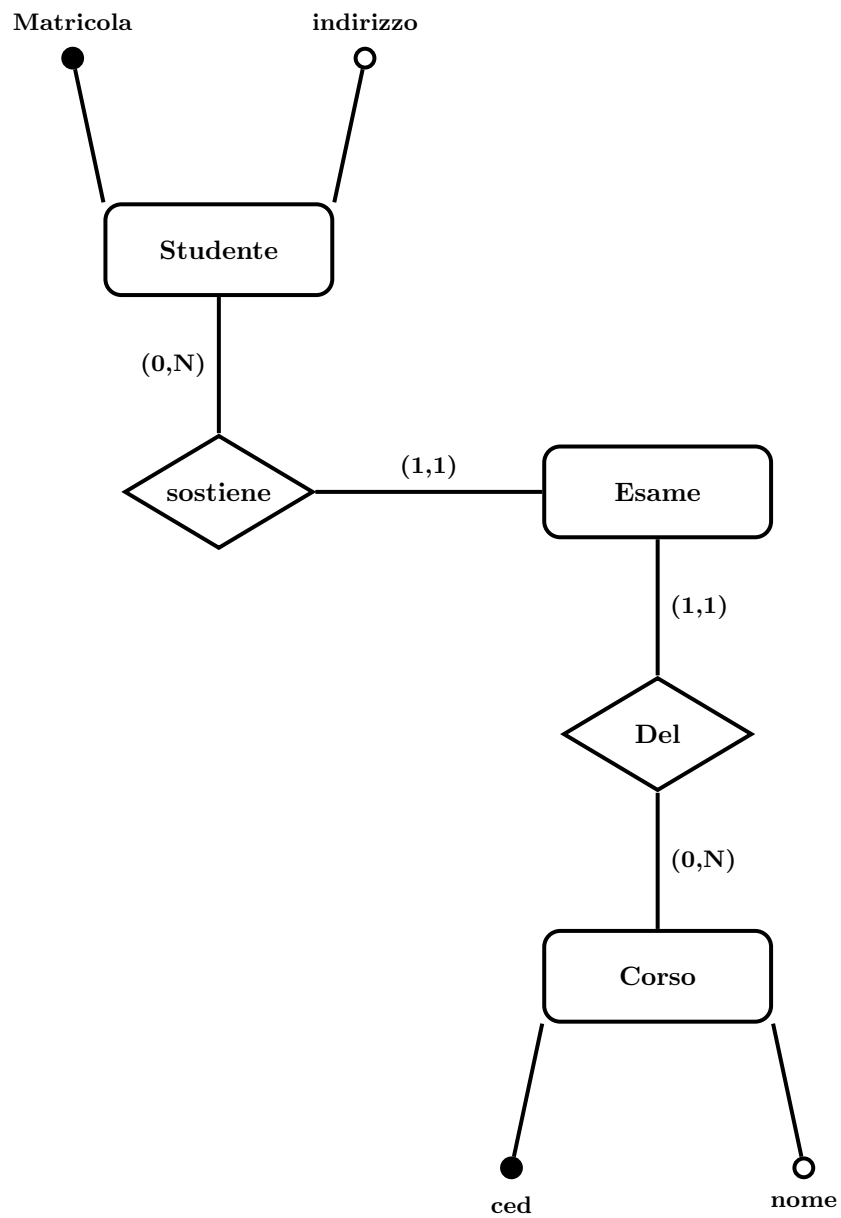 Matricola
indirizzo
Studente
(0,N)
sostiene
(1,1)
Esame
(1,1)
Del
(0,N)
Corso
ced
nome